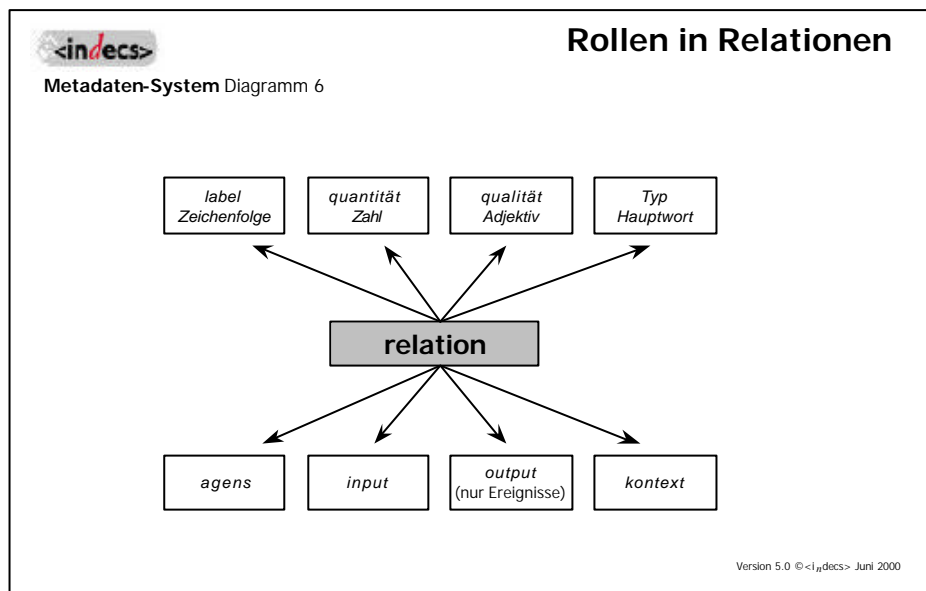 <indecs>
Rollen in Relationen
Metadaten-System Diagramm 6
label
Zeichenfolge
quantität
Zahl
qualität
Adjektiv
Typ
Hauptwort
relation
agens
input
output
(nur Ereignisse)
kontext
Version 5.0 ©<indecs> Juni 2000